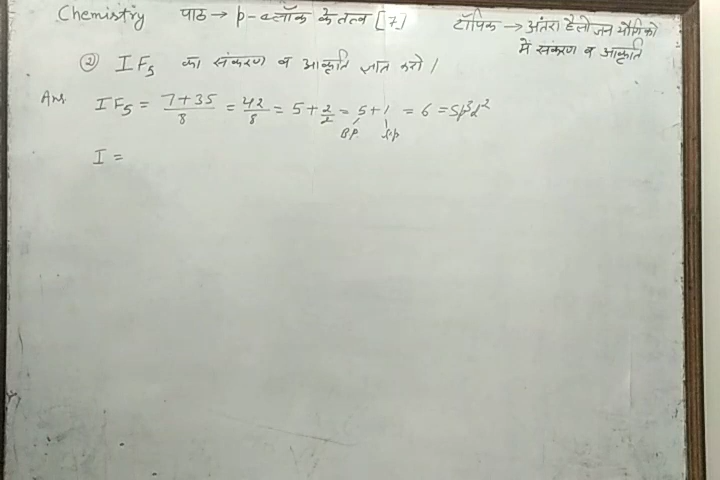 Chemistry पाठ → p-ब्लॉक के तत्व [7] टॉपिक → अंतरा हैलोजन यौगिको
में संकरण व आकृति
② IF₅ का संकरण व आकृति ज्ञात करो।
Ans. IF₅ = 7+35/8 = 42/8 = 5+2/2 = 5+1 = 6 = Sp³d²
BP lp
I =